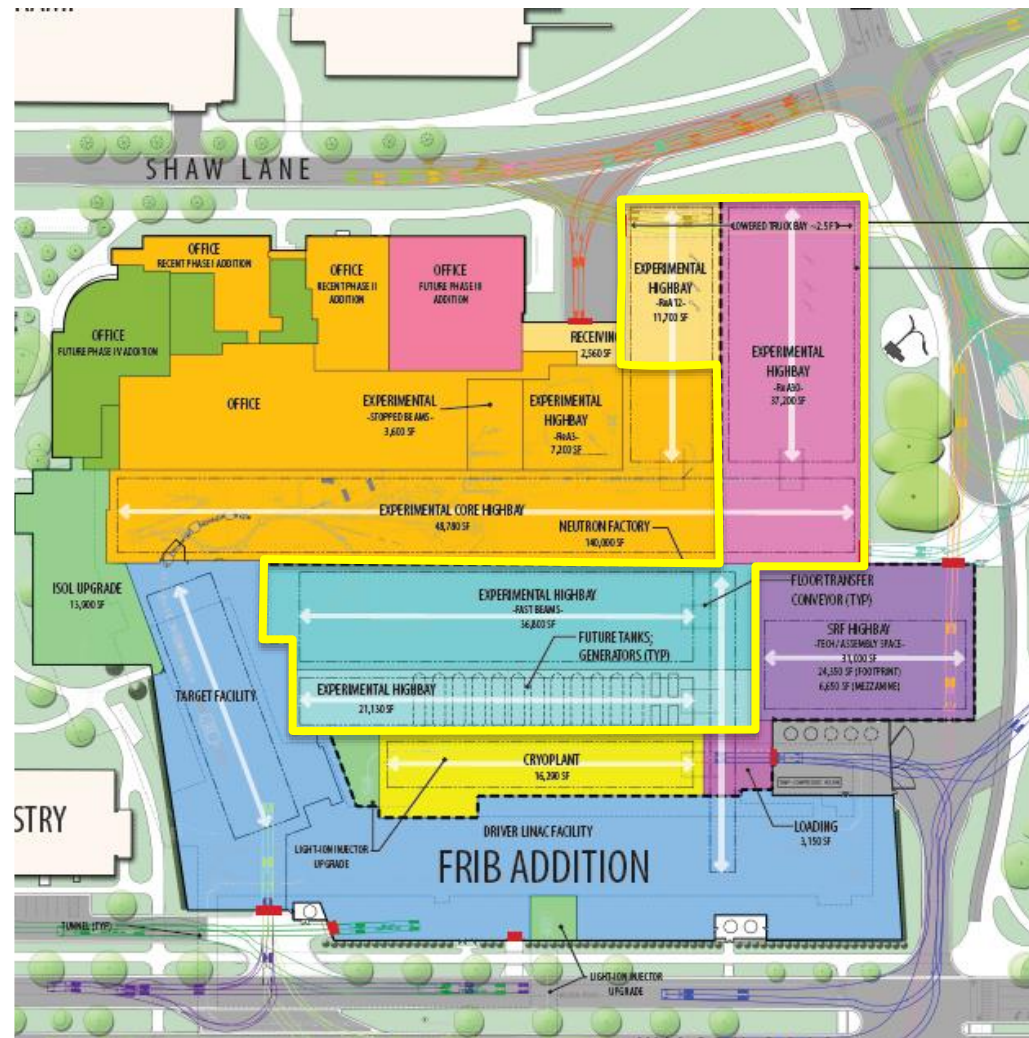 SHAW LANE
LOWERED TRUCK BAY ~2.5 FT
OFFICE
RECENT PHASE I ADDITION
OFFICE
RECENT PHASE II
ADDITION
OFFICE
FUTURE PHASE III
ADDITION
EXPERIMENTAL
HIGHBAY
-ReA12-
11,700 SF
OFFICE
FUTURE PHASE IV ADDITION
RECEIVING
2,560 SF
EXPERIMENTAL
HIGHBAY
-ReA30-
37,200 SF
OFFICE
EXPERIMENTAL
-STOPPED BEAMS-
3,600 SF
EXPERIMENTAL
HIGHBAY
-ReA3-
7,200 SF
EXPERIMENTAL CORE HIGHBAY
48,780 SF
NEUTRON FACTORY
140,000 SF
ISOL UPGRADE
13,900 SF
EXPERIMENTAL HIGHBAY
-FAST BEAMS-
36,800 SF
FLOOR TRANSFER
CONVEYOR (TYP)
FUTURE TANKS;
GENERATORS (TYP)
SRF HIGHBAY
-TECH / ASSEMBLY SPACE-
31,000 SF
24,350 SF (FOOTPRINT)
6,650 SF (MEZZANINE)
TARGET FACILITY
EXPERIMENTAL HIGHBAY
21,130 SF
CRYOPLANT
16,290 SF
STRY
LIGHT-ION INJECTOR
UPGRADE
DRIVER LINAC FACILITY
LOADING
3,150 SF
FRIB ADDITION
TUNNEL (TYP)
LIGHT-ION INJECTOR
UPGRADE